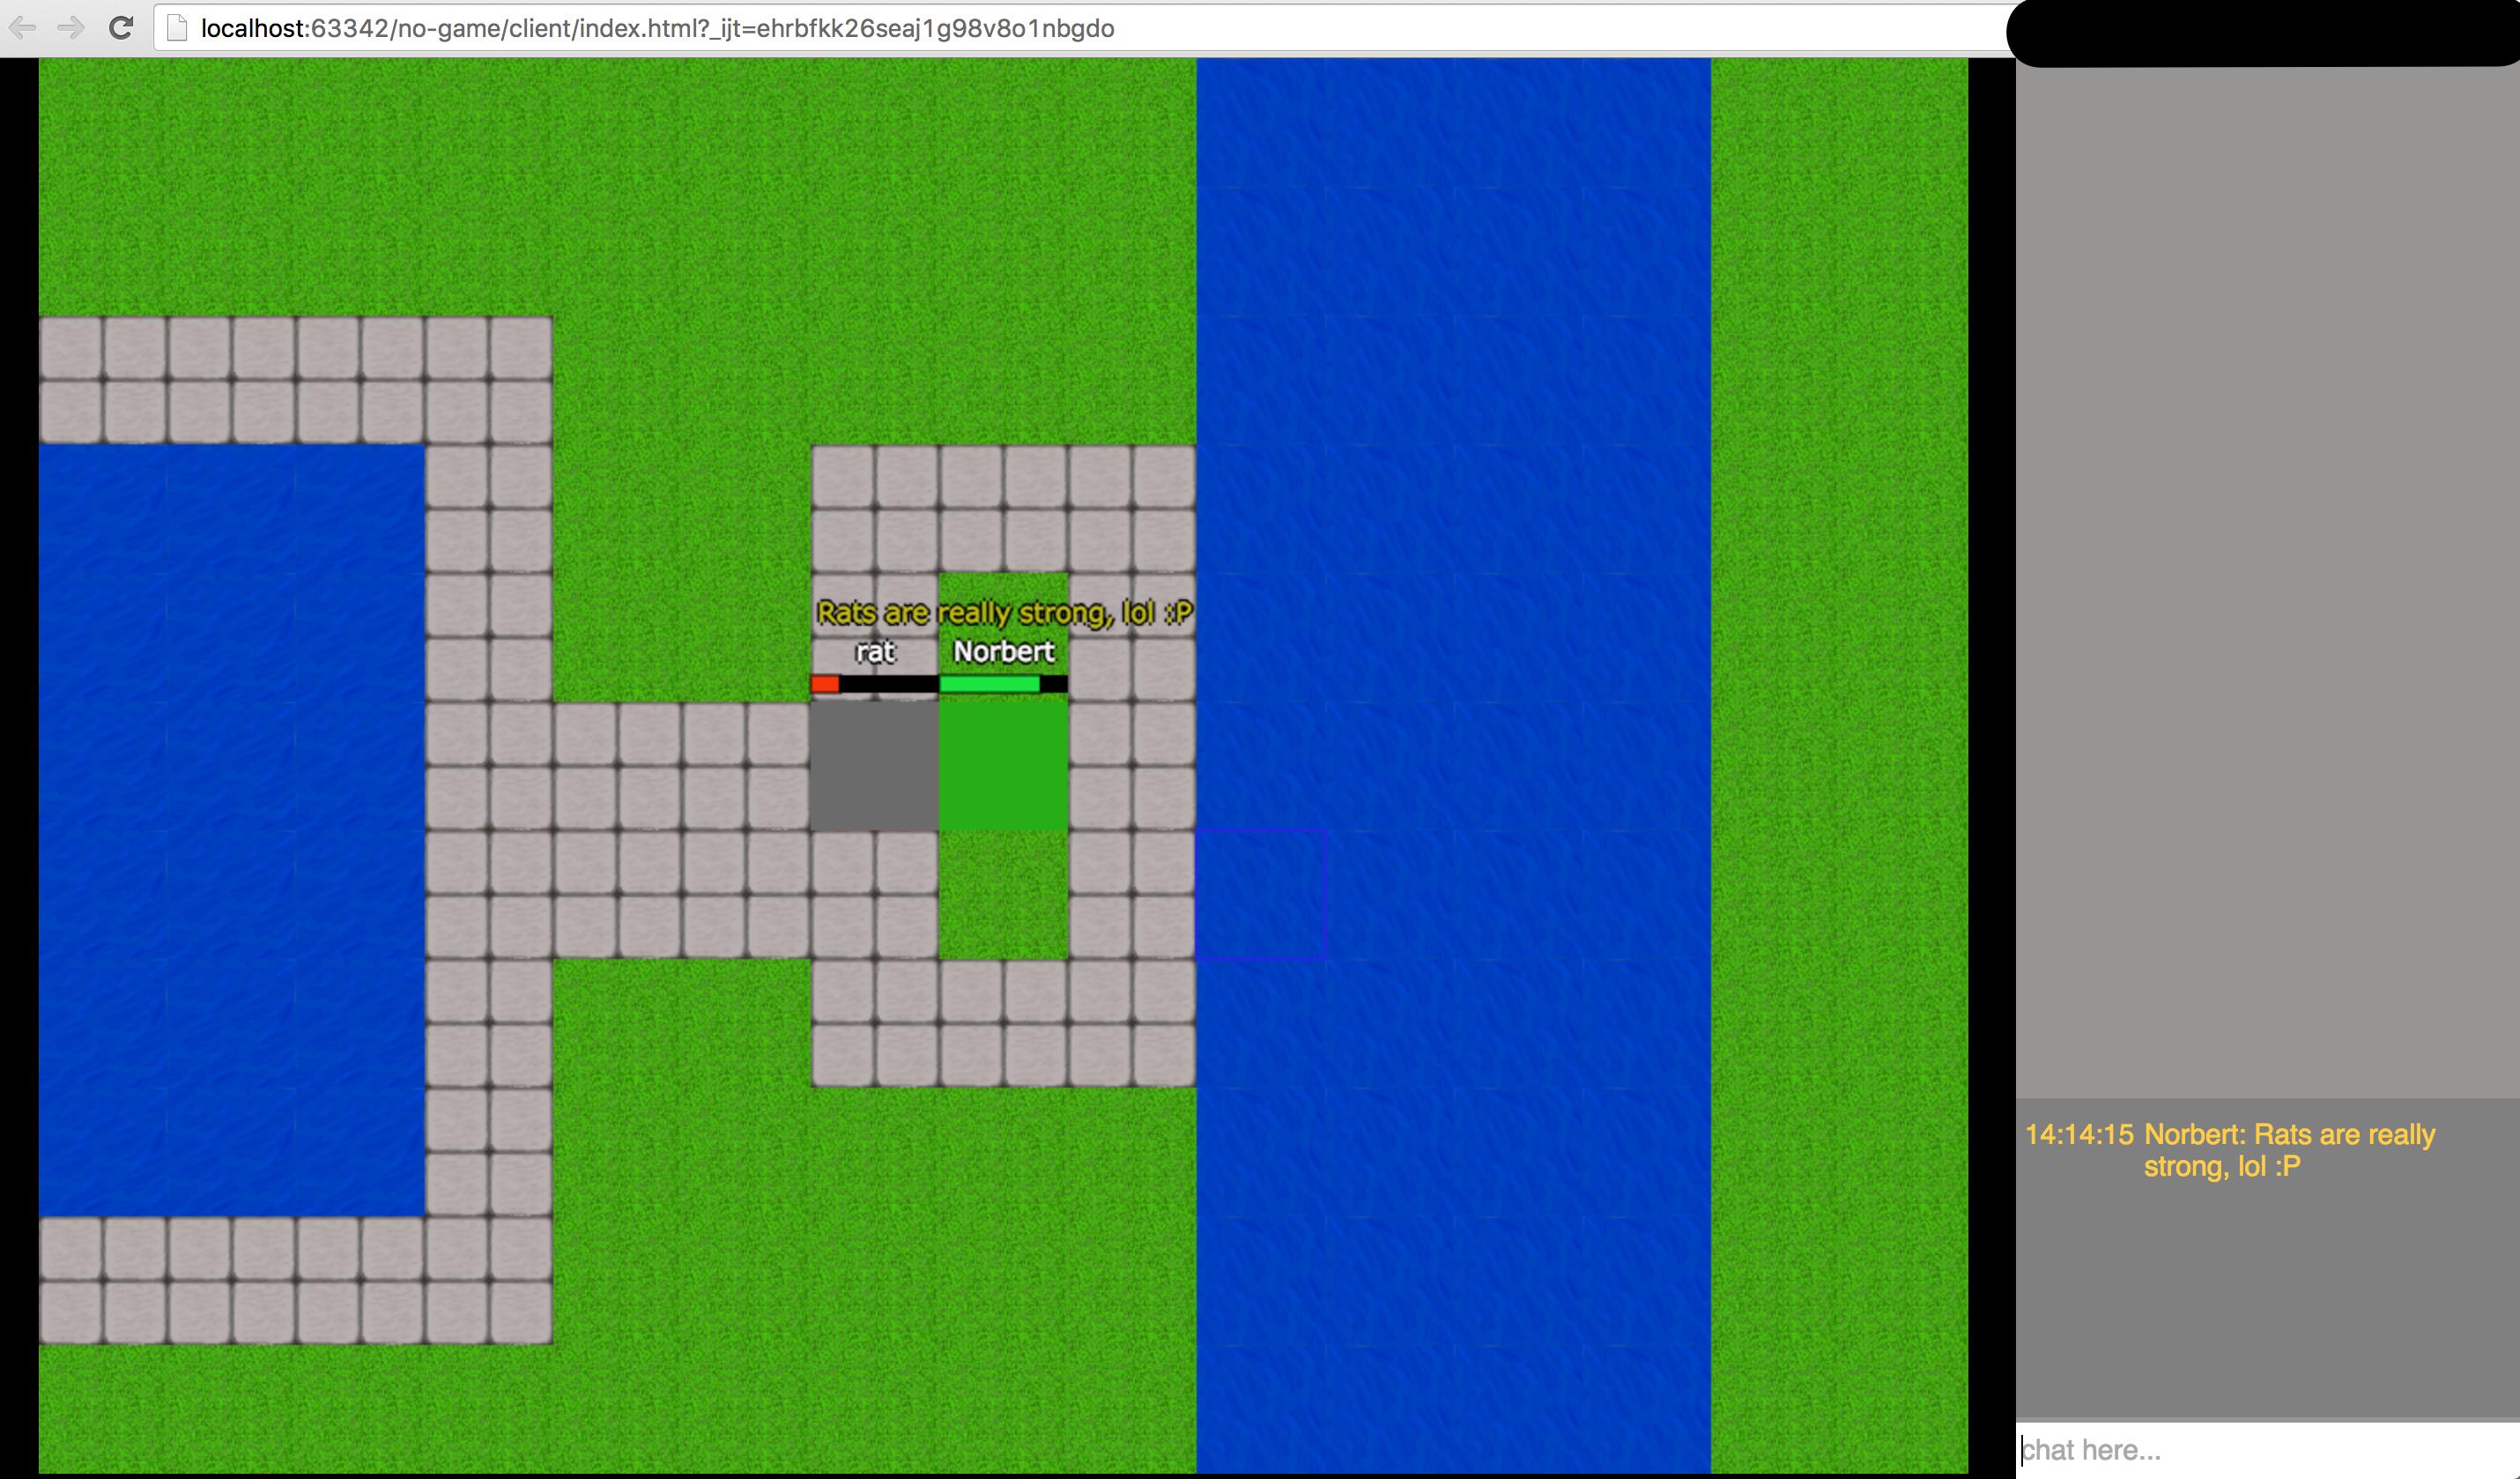 localhost:63342/no-game/client/index.html?_ijt=ehrbfkk26seaj1g98v8o1nbgdo
Rats are really strong, lol :P
rat
Norbert
14:14:15 Norbert: Rats are really
strong, lol :P
chat here...